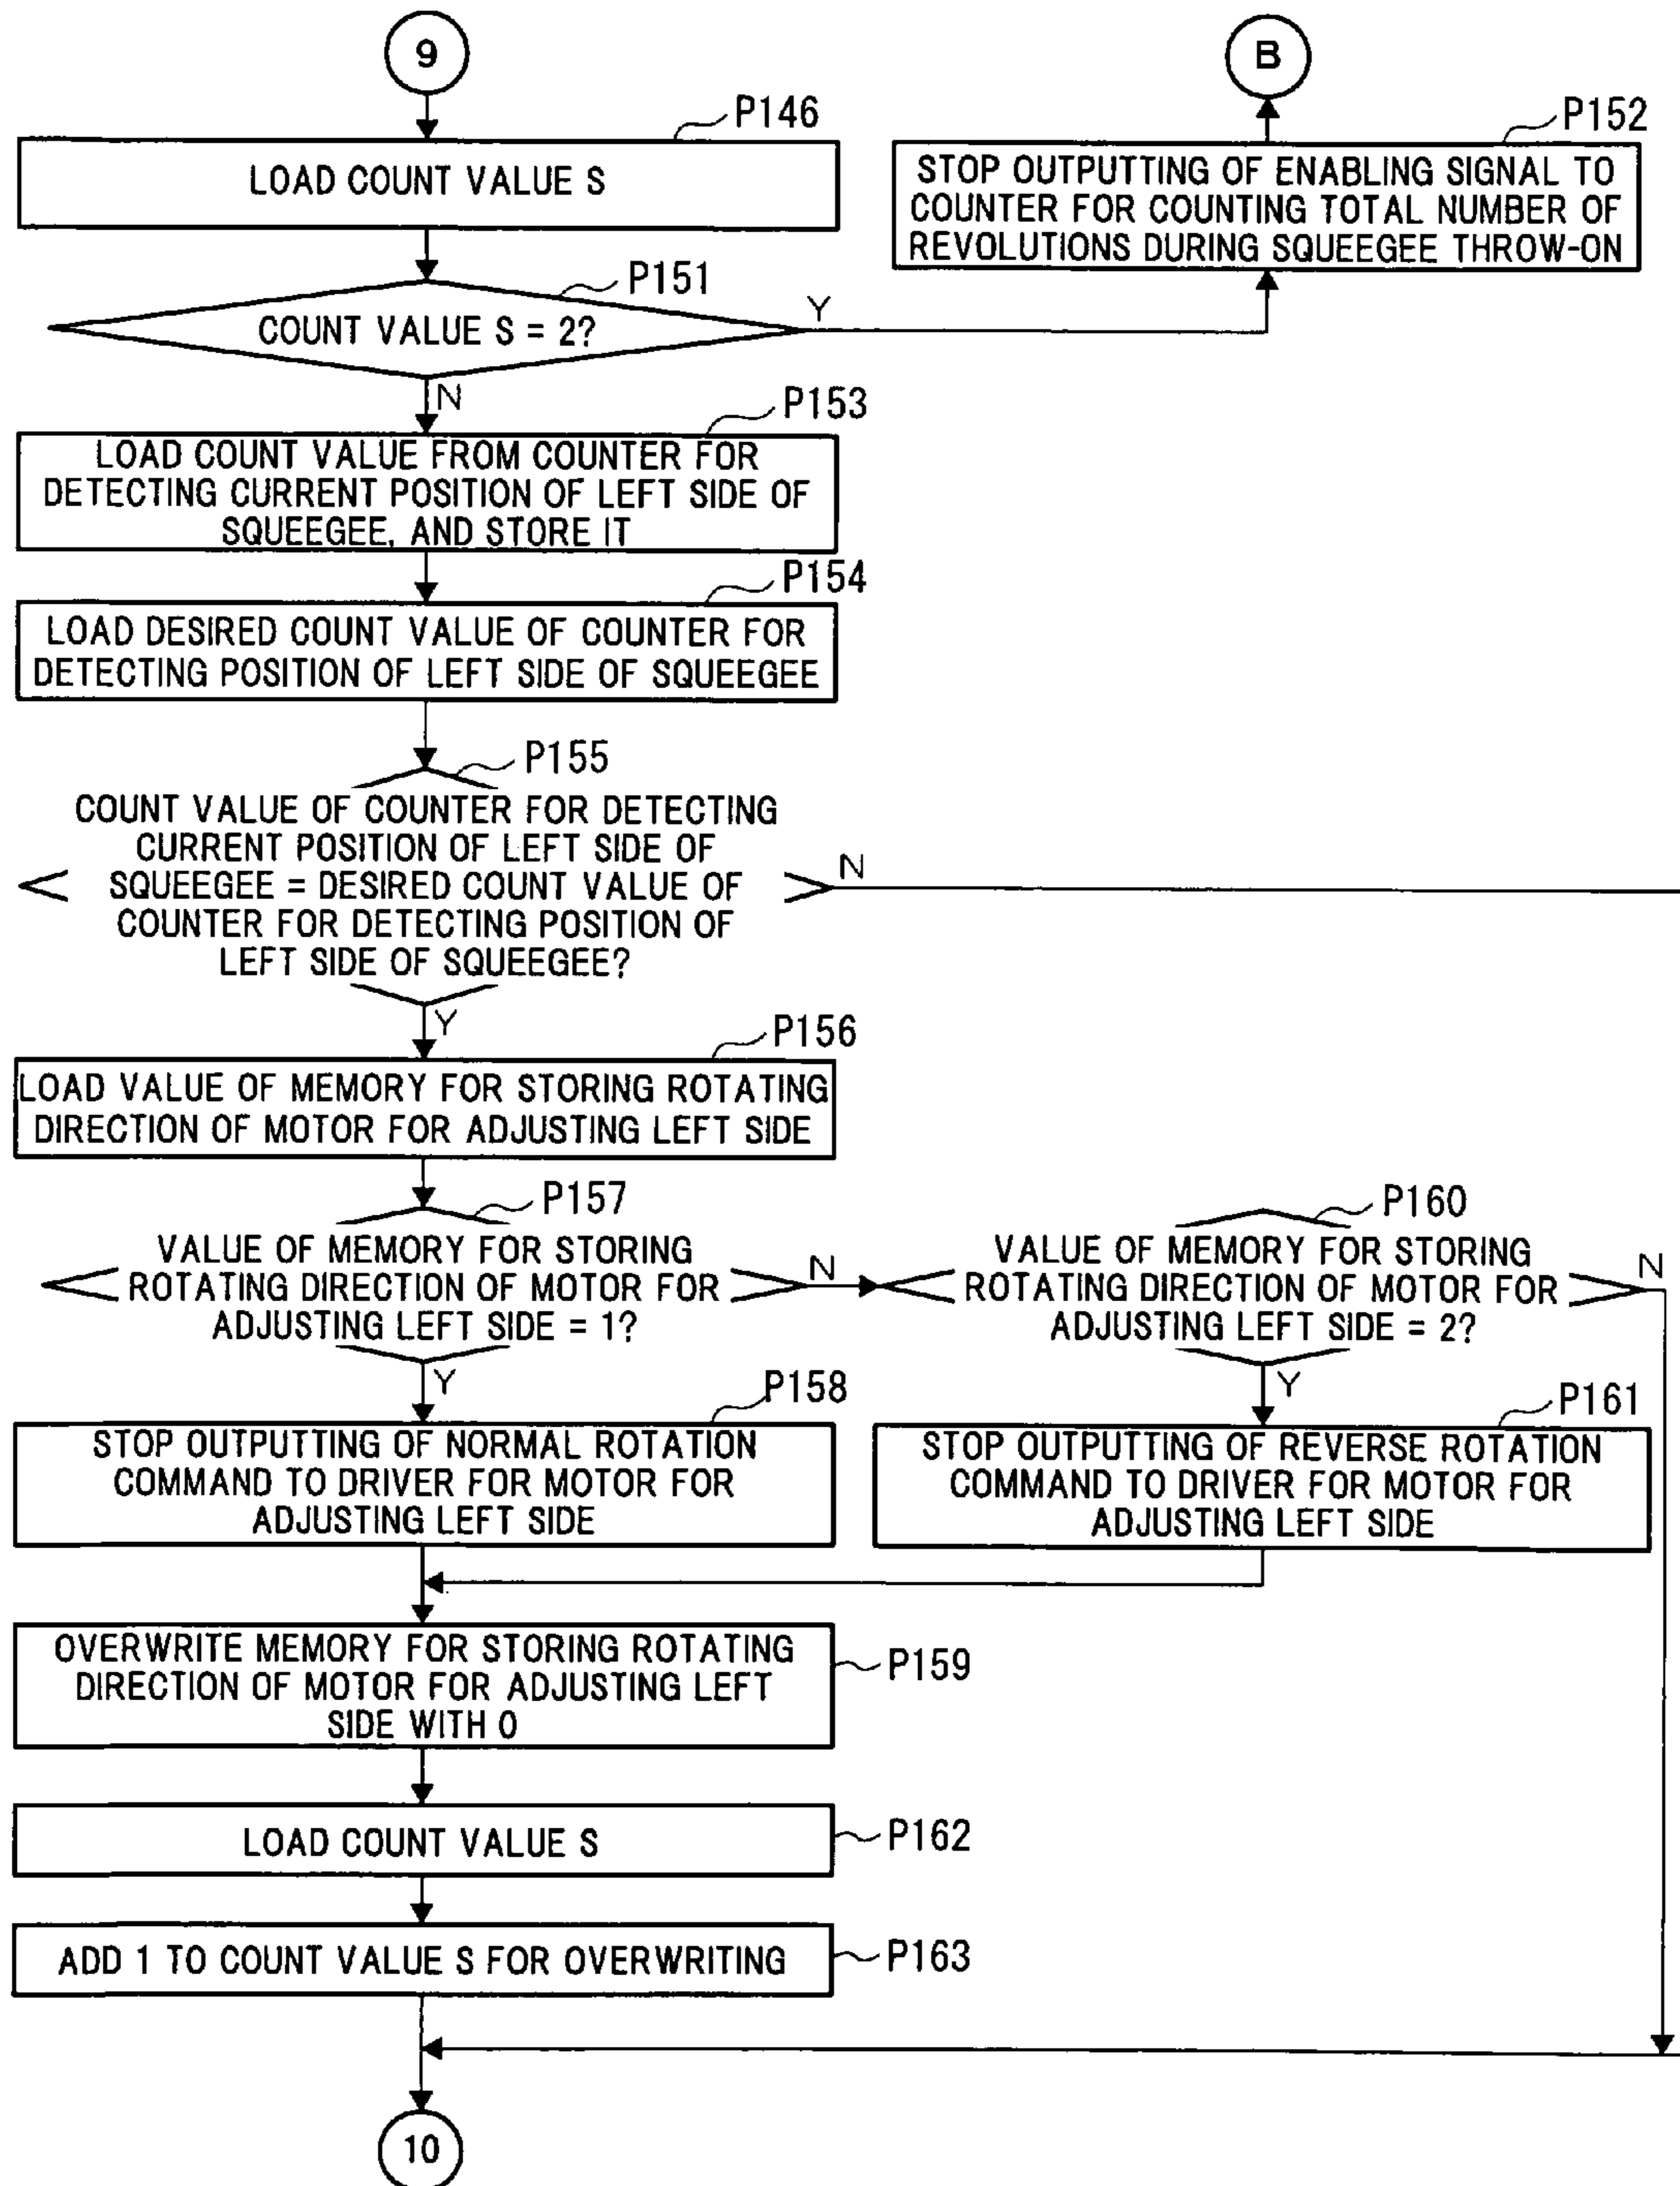 9
B
P146
LOAD COUNT VALUE S
P152
STOP OUTPUTTING OF ENABLING SIGNAL TO
COUNTER FOR COUNTING TOTAL NUMBER OF
REVOLUTIONS DURING SQUEEGEE THROW-ON
P151
COUNT VALUE S = 2?
Y
N
P153
LOAD COUNT VALUE FROM COUNTER FOR
DETECTING CURRENT POSITION OF LEFT SIDE OF
SQUEEGEE, AND STORE IT
P154
LOAD DESIRED COUNT VALUE OF COUNTER FOR
DETECTING POSITION OF LEFT SIDE OF SQUEEGEE
P155
COUNT VALUE OF COUNTER FOR DETECTING
CURRENT POSITION OF LEFT SIDE OF
SQUEEGEE = DESIRED COUNT VALUE OF
COUNTER FOR DETECTING POSITION OF
LEFT SIDE OF SQUEEGEE?
N
Y
P156
LOAD VALUE OF MEMORY FOR STORING ROTATING
DIRECTION OF MOTOR FOR ADJUSTING LEFT SIDE
P157
VALUE OF MEMORY FOR STORING
ROTATING DIRECTION OF MOTOR FOR
ADJUSTING LEFT SIDE = 1?
N
Y
P160
VALUE OF MEMORY FOR STORING
ROTATING DIRECTION OF MOTOR FOR
ADJUSTING LEFT SIDE = 2?
N
Y
P158
STOP OUTPUTTING OF NORMAL ROTATION
COMMAND TO DRIVER FOR MOTOR FOR
ADJUSTING LEFT SIDE
P161
STOP OUTPUTTING OF REVERSE ROTATION
COMMAND TO DRIVER FOR MOTOR FOR
ADJUSTING LEFT SIDE
OVERWRITE MEMORY FOR STORING ROTATING
DIRECTION OF MOTOR FOR ADJUSTING LEFT
SIDE WITH 0
P159
LOAD COUNT VALUE S
P162
ADD 1 TO COUNT VALUE S FOR OVERWRITING
P163
10